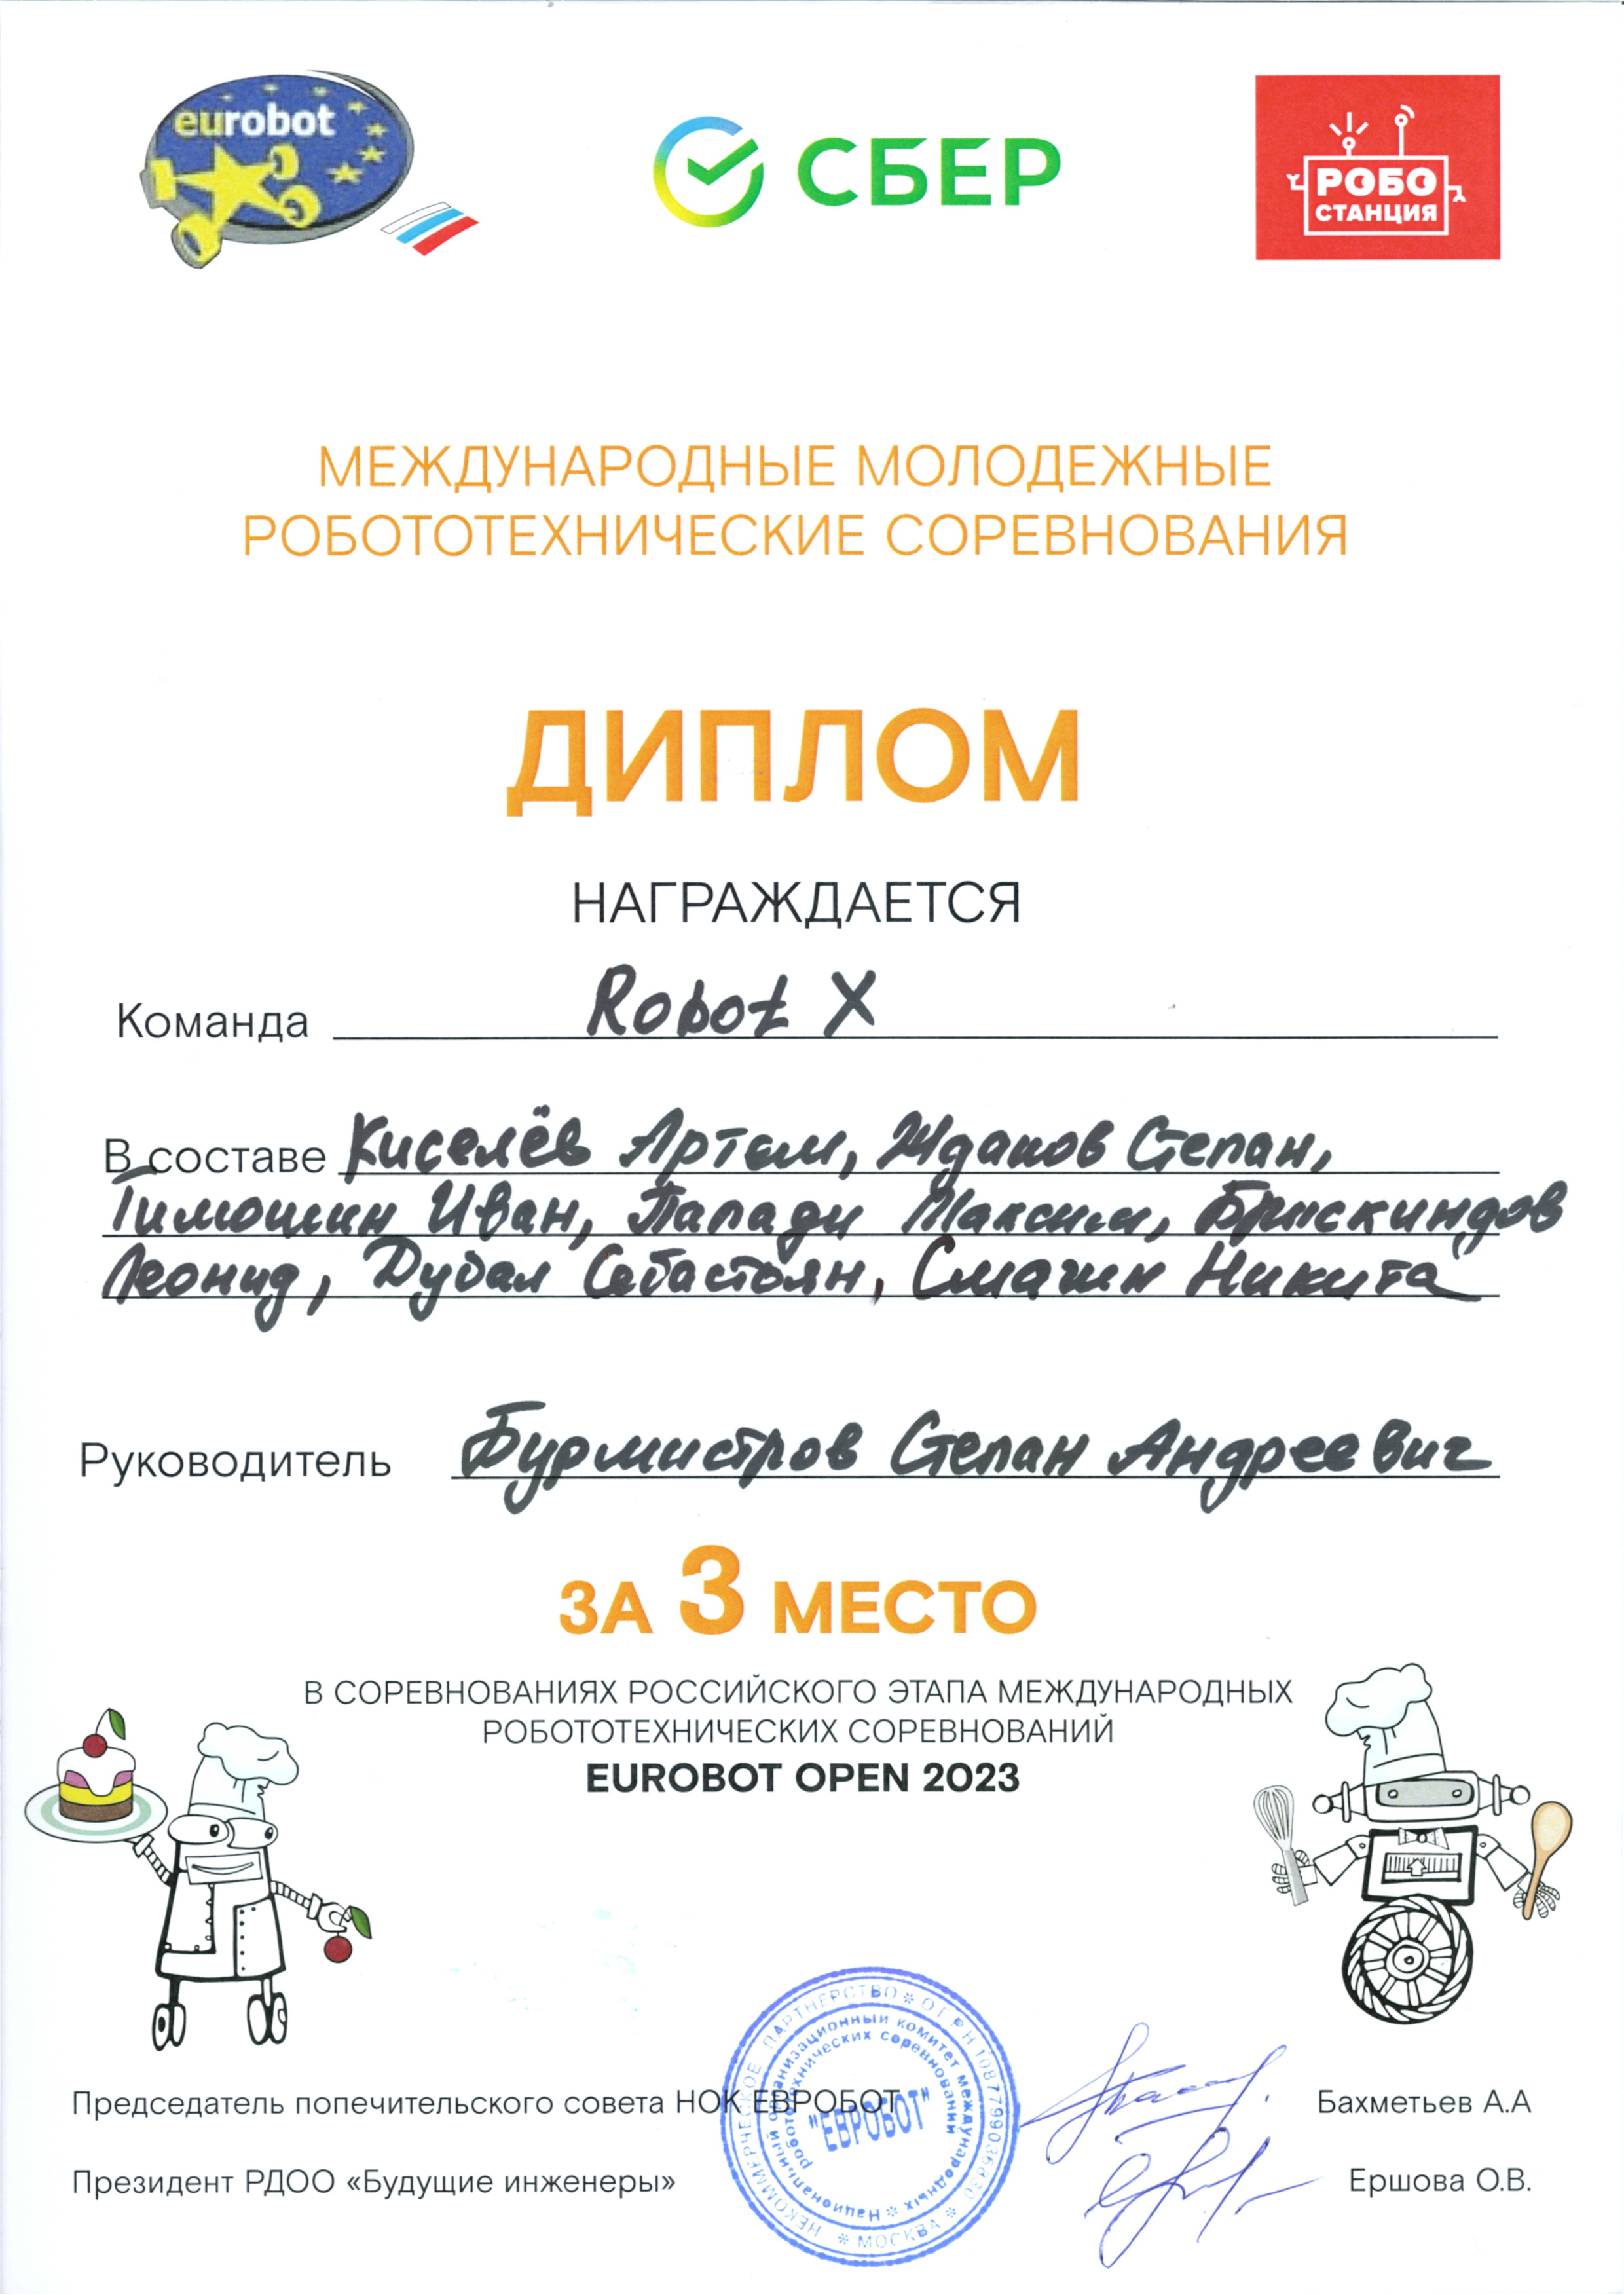 eurobot
СБЕР
РОБО
СТАНЦИЯ
МЕЖДУНАРОДНЫЕ МОЛОДЕЖНЫЕ
РОБОТОТЕХНИЧЕСКИЕ СОРЕВНОВАНИЯ
ДИПЛОМ
НАГРАЖДАЕТСЯ
Команда Robot X
В составе Киселёв Артем, Жданов Степан,
Тимошин Иван, Папади Максим, Брискиндов
Леонид, Дубал Себастьян, Смагин Никита
Руководитель Бурмистров Степан Андреевич
ЗА 3 МЕСТО
В СОРЕВНОВАНИЯХ РОССИЙСКОГО ЭТАПА МЕЖДУНАРОДНЫХ
РОБОТОТЕХНИЧЕСКИХ СОРЕВНОВАНИЙ
EUROBOT OPEN 2023
Председатель попечительского совета НОК ЕВРОБОТ Бахметьев А.А
Президент РДОО «Будущие инженеры» Ершова О.В.
НЕКОММЕРЧЕСКОЕ ПАРТНЕРСТВО * ОГРН * МОСКВА *
Национальный организационный комитет международных
робототехнических соревнований
"ЕВРОБОТ"